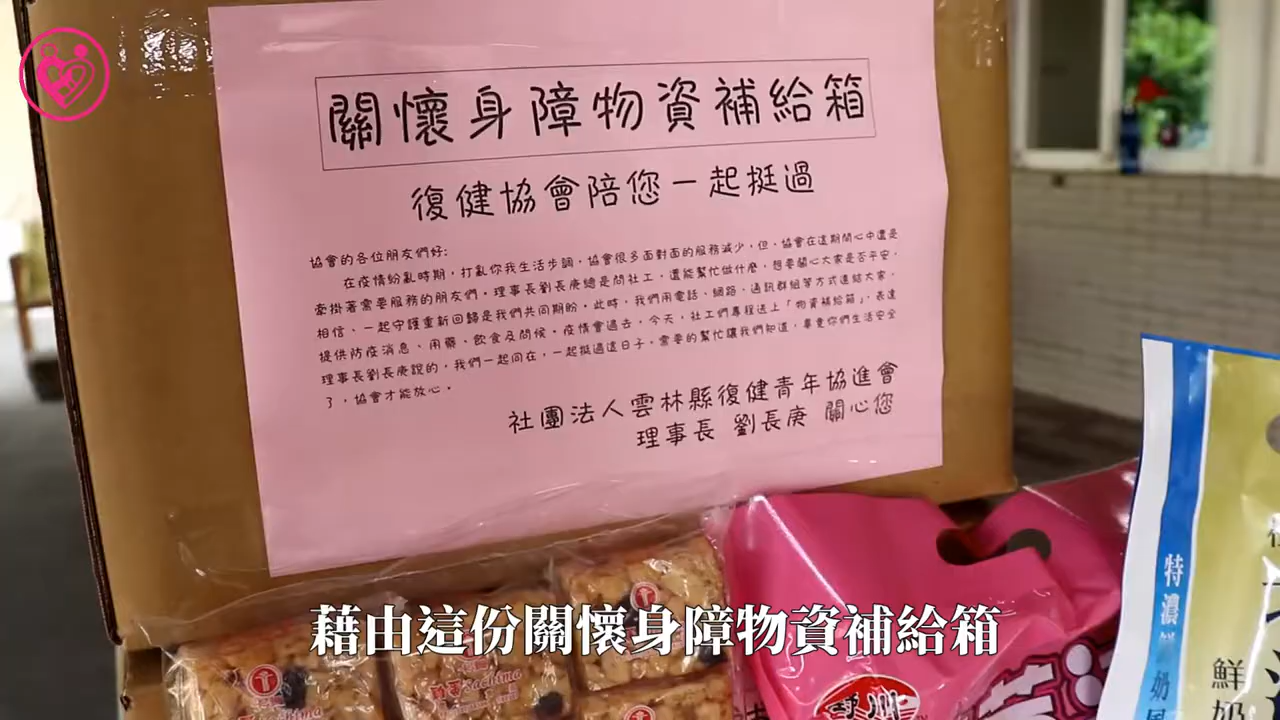 關懷身障物資補給箱
復健協會陪您一起挺過
協會的各位朋友們好:
在疫情紛亂時期,打亂你我生活步調,協會很多面對面的服務減少,但,協會在這期間心中還是
牽掛著需要服務的朋友們。理事長劉長庚總是問社工,還能幫忙做什麼,想要關心大家是否平安,
相信、一起守護重新回歸是我們共同期盼。此時,我們用電話、網路、通訊群組等方式連結大家,
提供防疫消息、用藥、飲食及問候。疫情會過去,今天,社工們專程送上「物資補給箱」,表達
理事長劉長庚說的,我們一起同在,一起挺過這日子,需要的幫忙讓我們知道,畢竟你們生活安全
了,協會才能放心。
社團法人雲林縣復健青年協進會
理事長 劉長庚 關心您
特濃
鮮奶
Sachima
藉由這份關懷身障物資補給箱